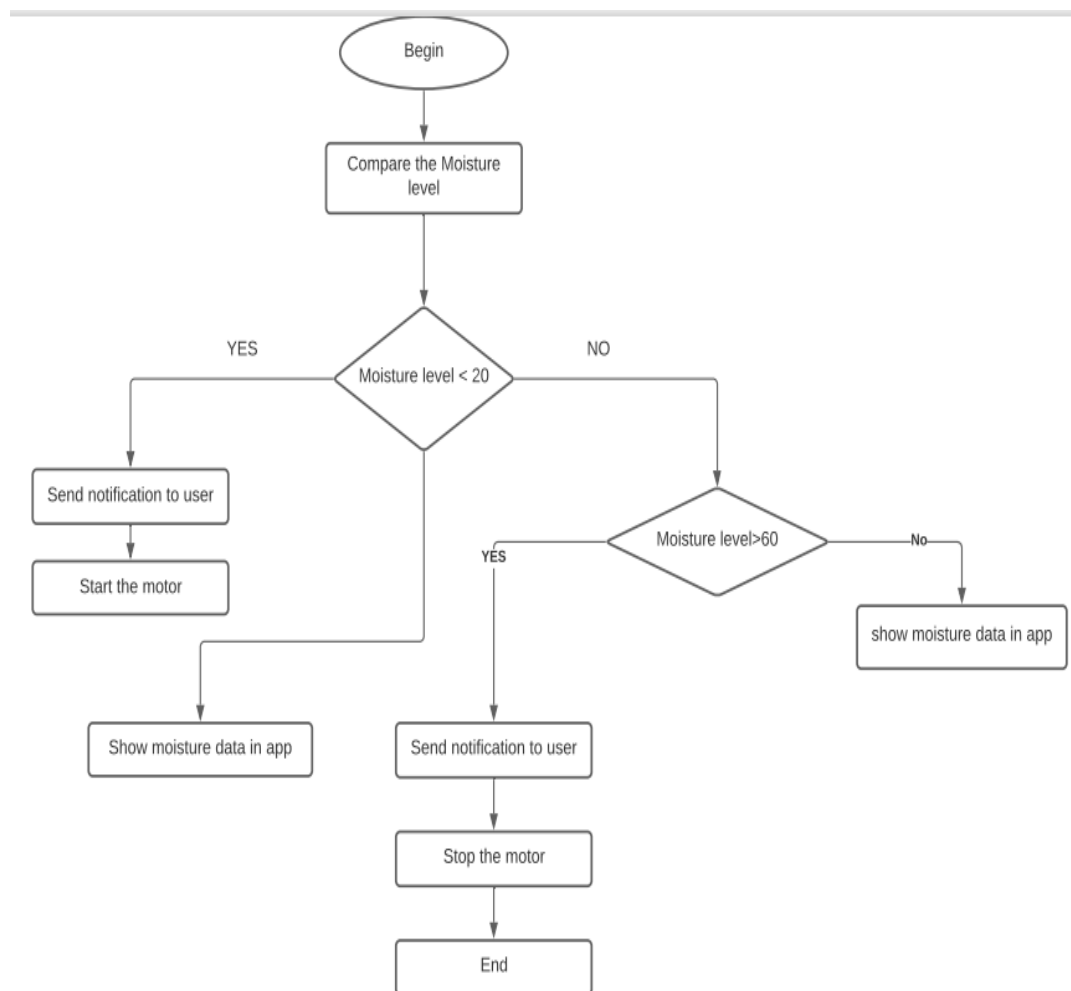 Begin
Compare the Moisture
level
YES
NO
Moisture level < 20
Send notification to user
Start the motor
Moisture level>60
YES
No
show moisture data in app
Show moisture data in app
Send notification to user
Stop the motor
End